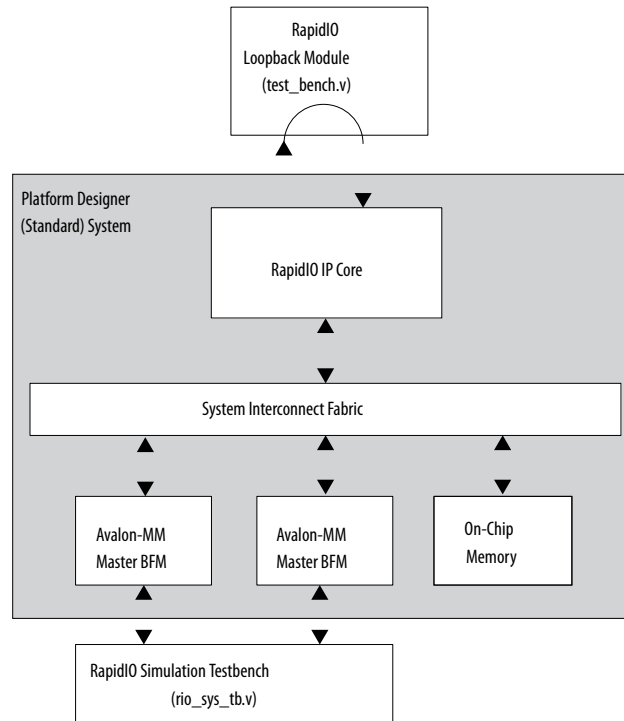 RapidIO
Loopback Module
(test_bench.v)
Platform Designer
(Standard) System
RapidIO IP Core
System Interconnect Fabric
Avalon-MM
Master BFM
Avalon-MM
Master BFM
On-Chip
Memory
RapidIO Simulation Testbench
(rio_sys_tb.v)